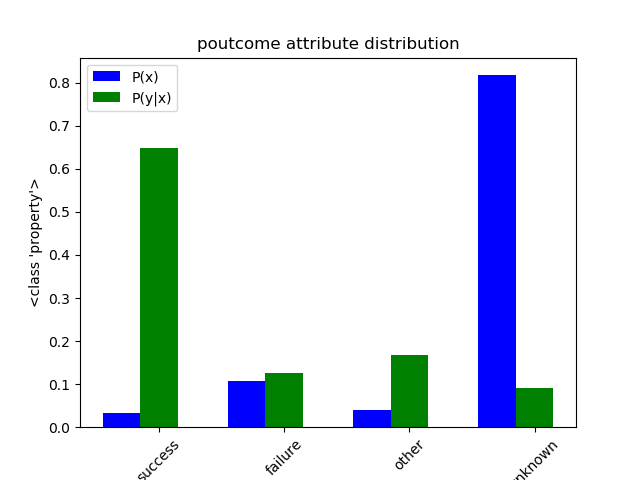 poutcome attribute distribution
P(x)
P(y|x)
<class 'property'>
0.8
0.7
0.6
0.5
0.4
0.3
0.2
0.1
0.0
success
failure
other
nknown